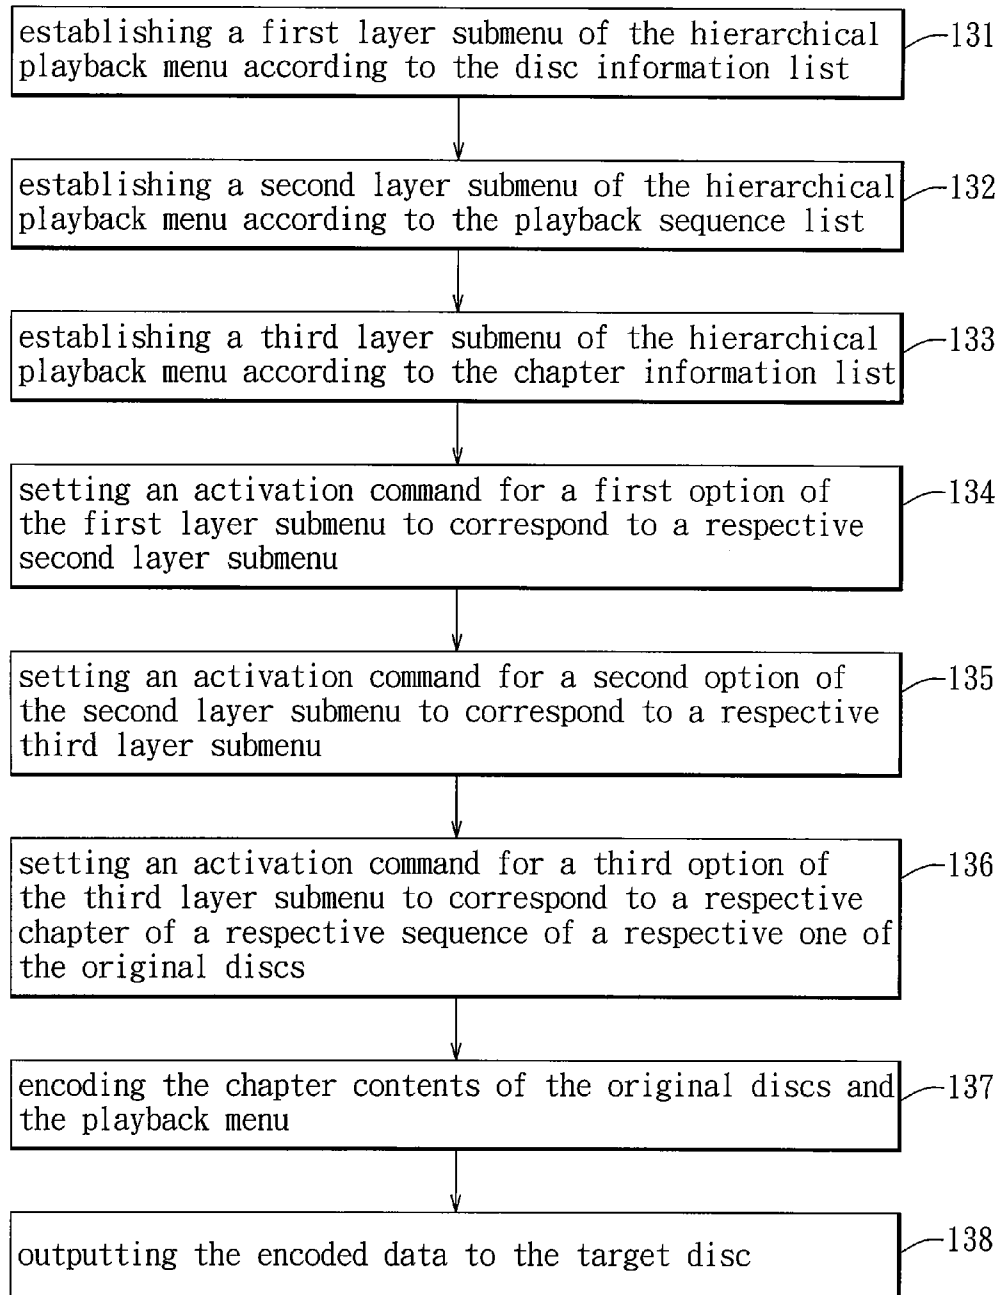 establishing a first layer submenu of the hierarchical
playback menu according to the disc information list
131
establishing a second layer submenu of the hierarchical
playback menu according to the playback sequence list
132
establishing a third layer submenu of the hierarchical
playback menu according to the chapter information list
133
setting an activation command for a first option of
the first layer submenu to correspond to a respective
second layer submenu
134
setting an activation command for a second option of
the second layer submenu to correspond to a respective
third layer submenu
135
setting an activation command for a third option of
the third layer submenu to correspond to a respective
chapter of a respective sequence of a respective one of
the original discs
136
encoding the chapter contents of the original discs and
the playback menu
137
outputting the encoded data to the target disc
138